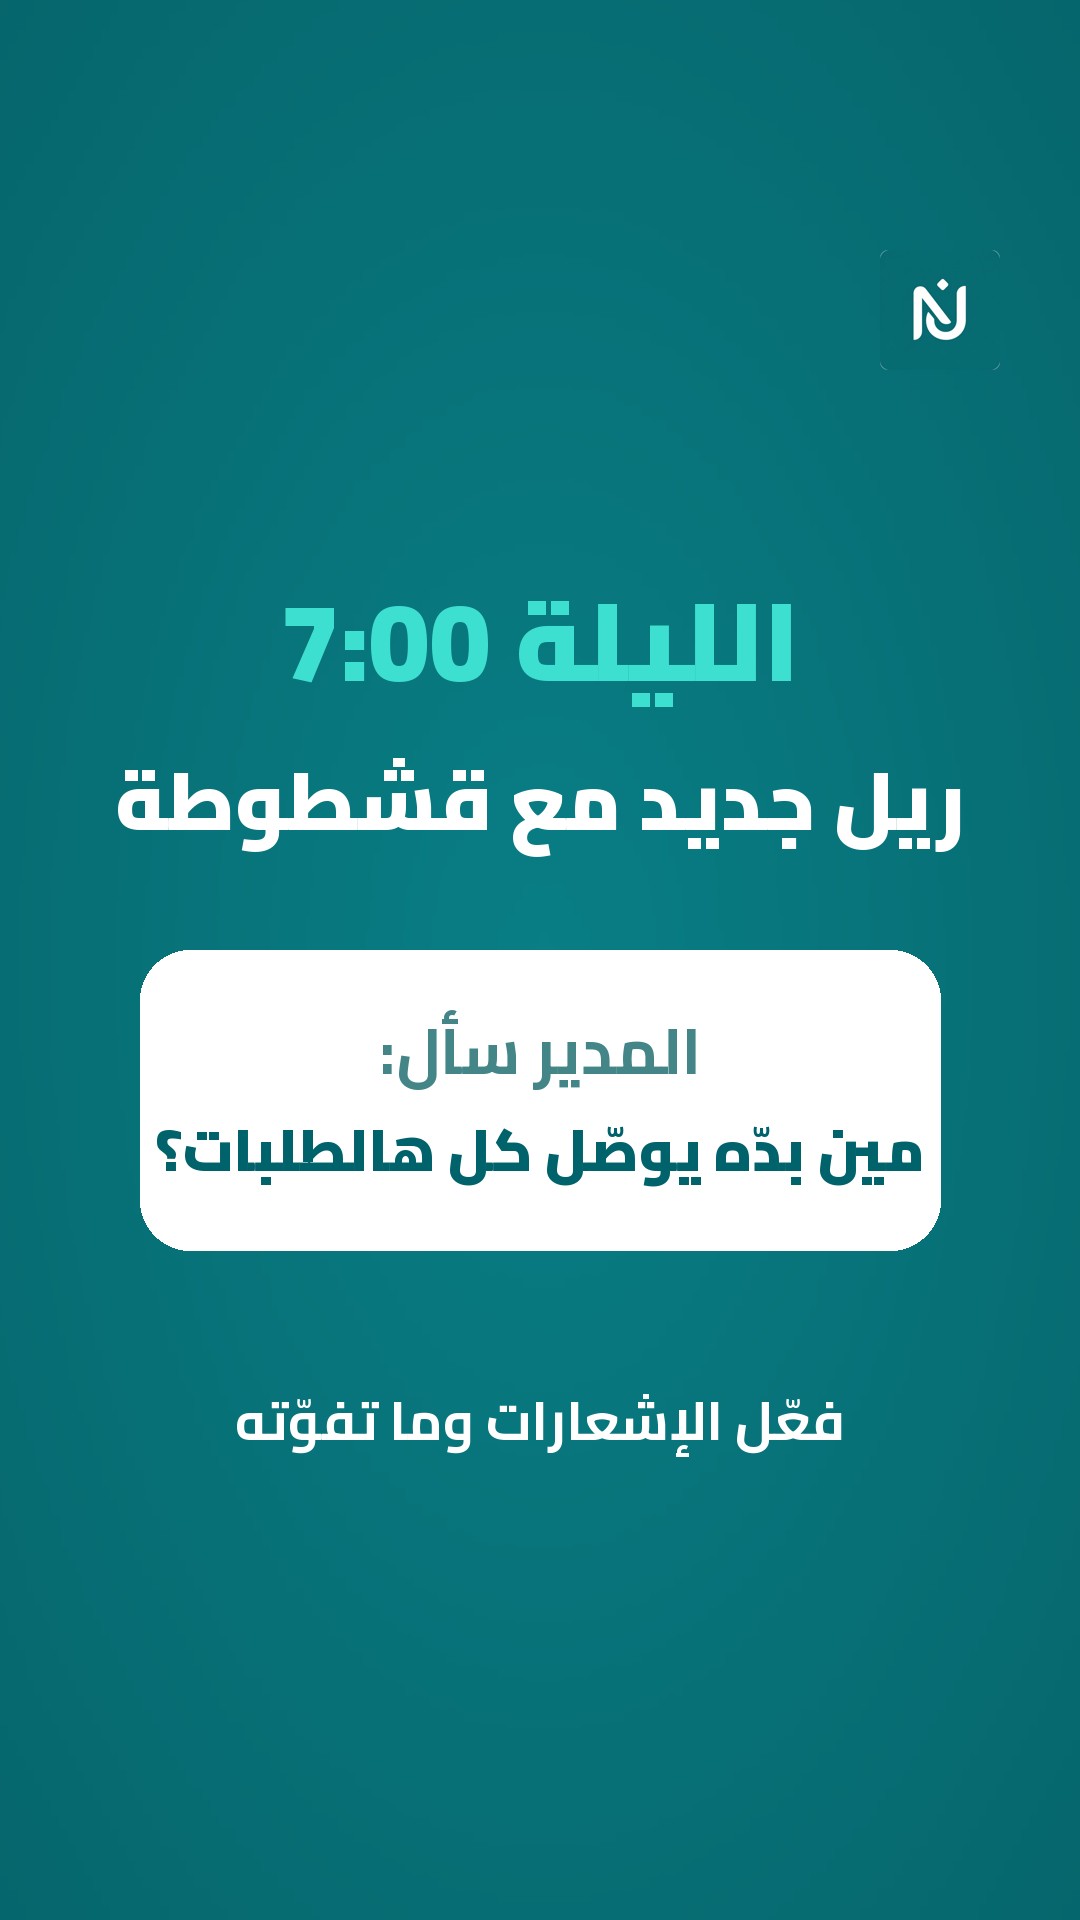 الليلة 7:00
ريل جديد مع قشطوطة
المدير سأل:
مين بدّه يوصّل كل هالطلبات؟
فعّل الإشعارات وما تفوّته